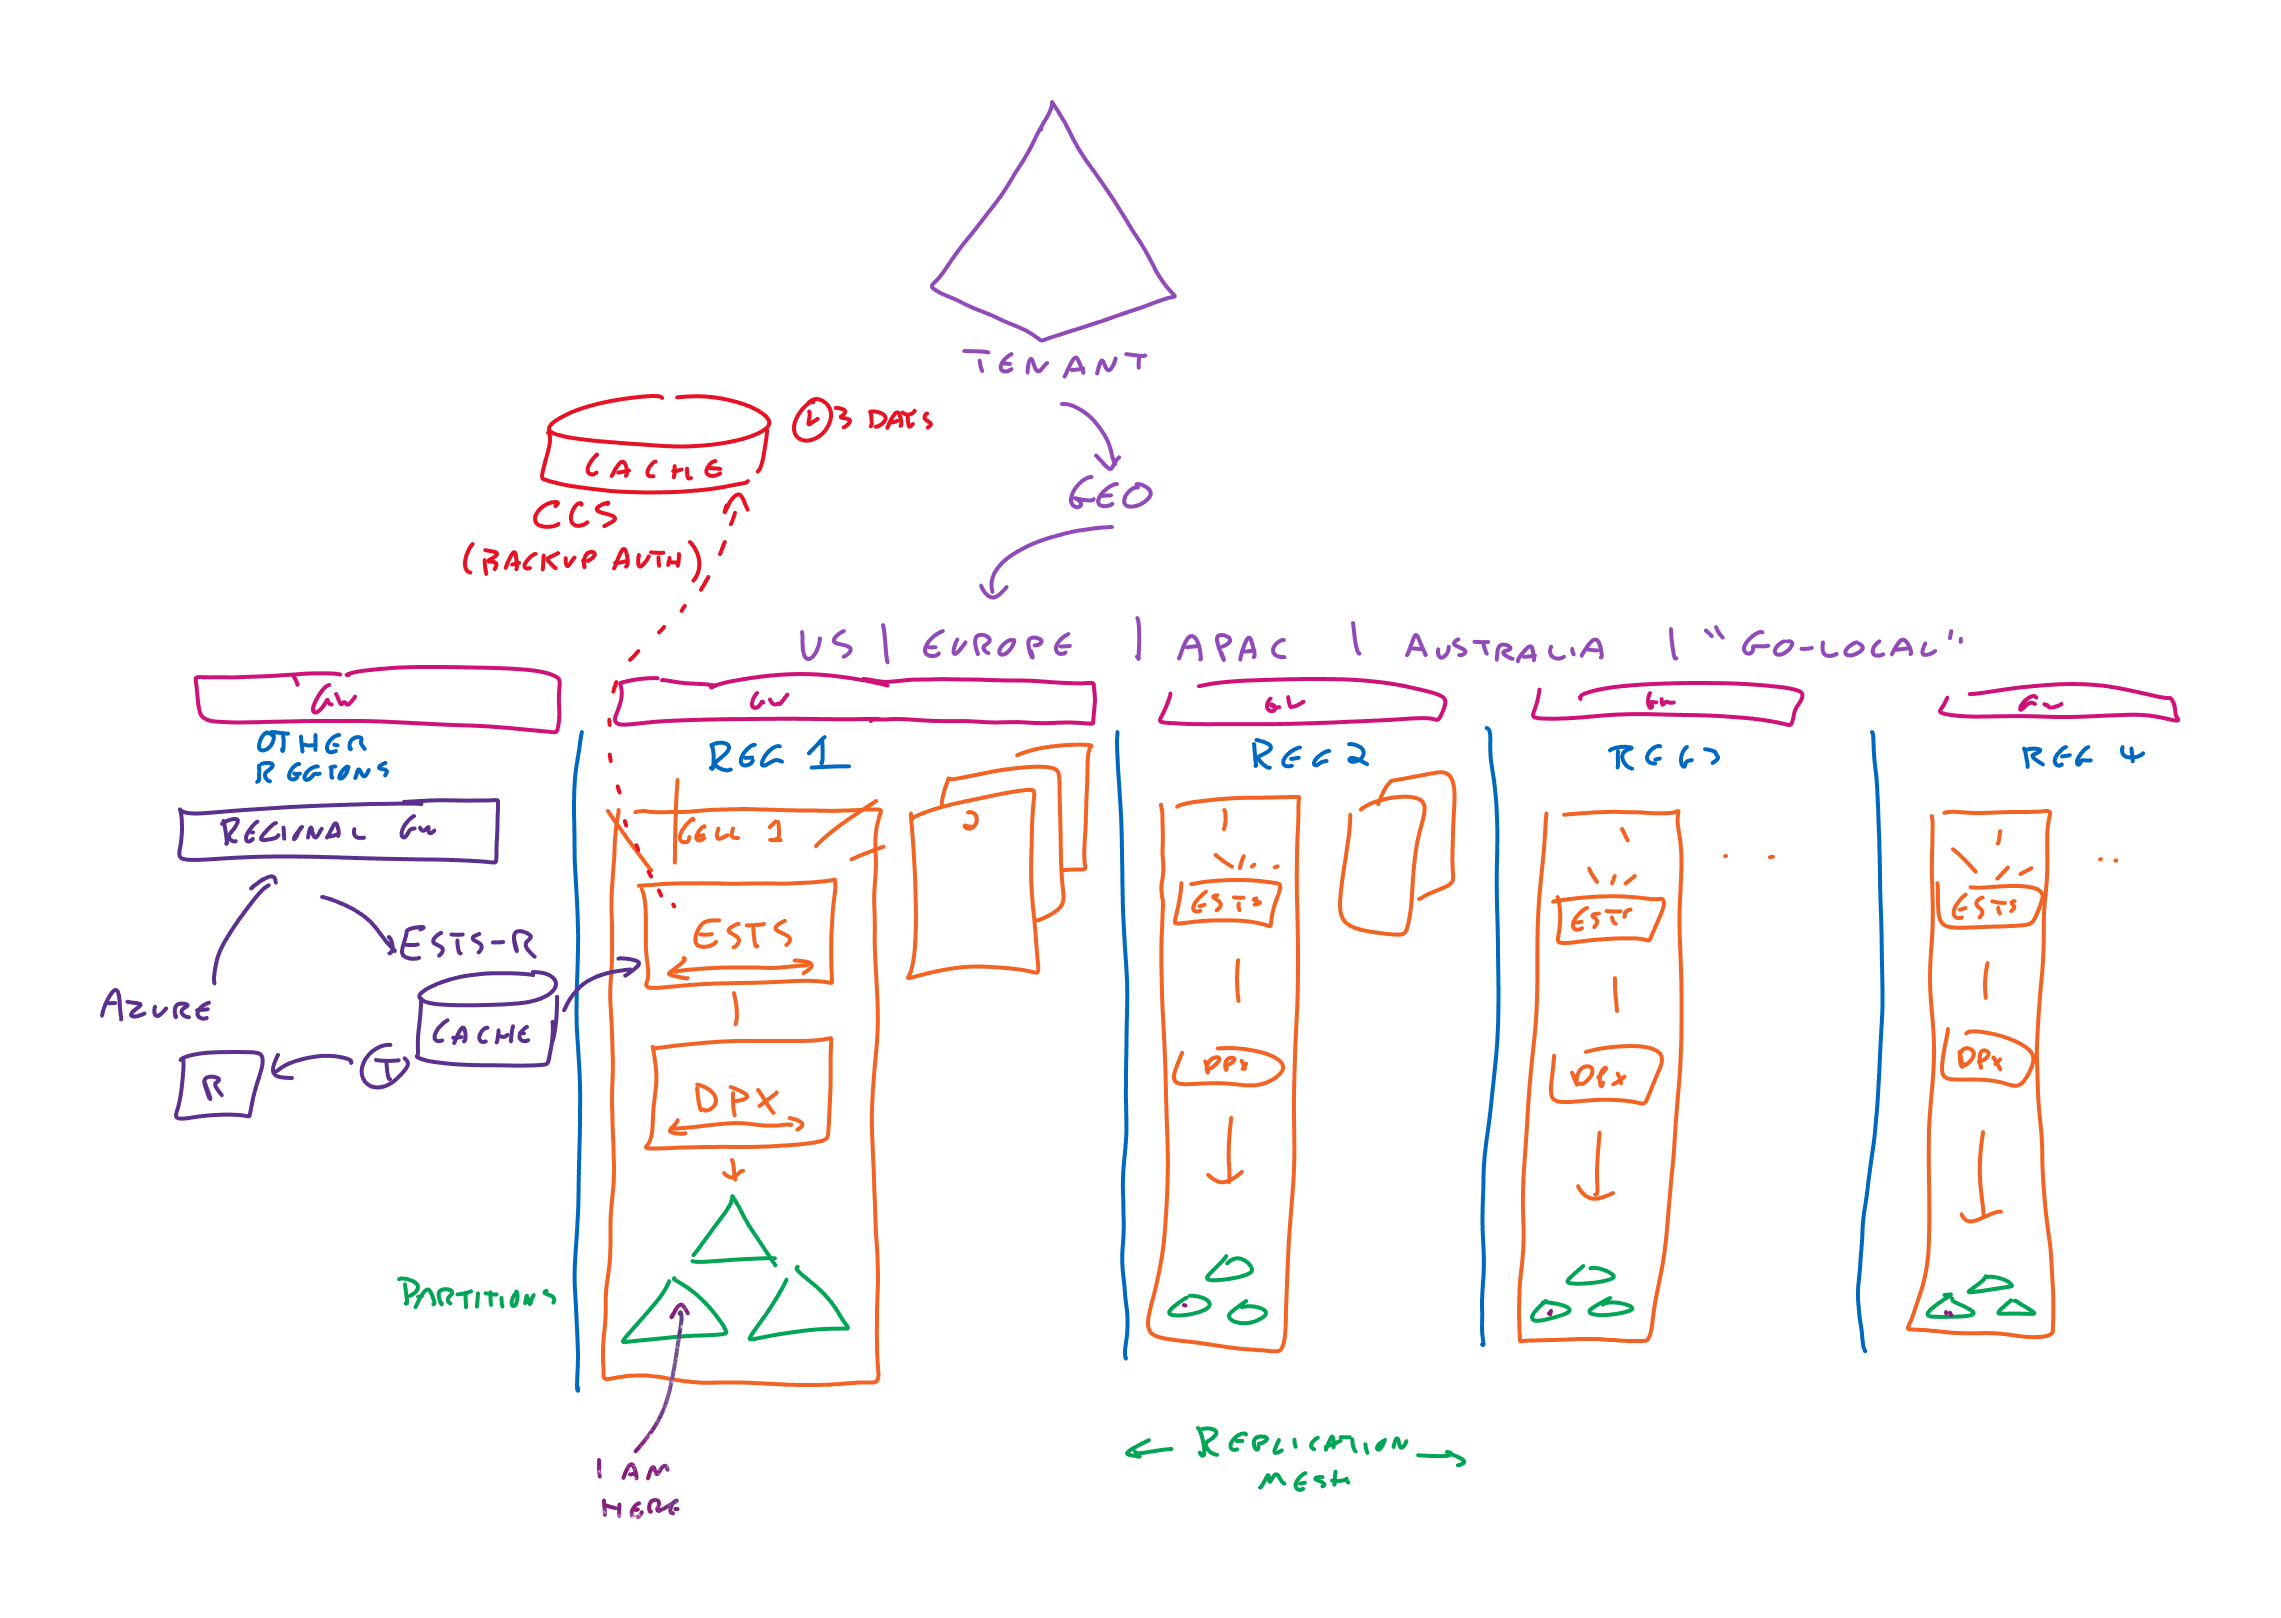 TENANT
3 DAYS
CACHE
CCS
(BACKUP AUTH)
GEO
US | EUROPE | APAC | AUSTRALIA | "GO-LOCAL"
GW
GW
GW
GW
GW
OTHER
REGIONS
REG 1
REG 2
REG 3
REG 4
REGINAL GW
CELL 1
2
ESTS-R
AZURE
CACHE
T
R
ESTS
ESTS
ESTS
ESTS
DPX
DPX
DPX
DPX
PARTITIONS
I AM
HERE
REPLICATION
MESH